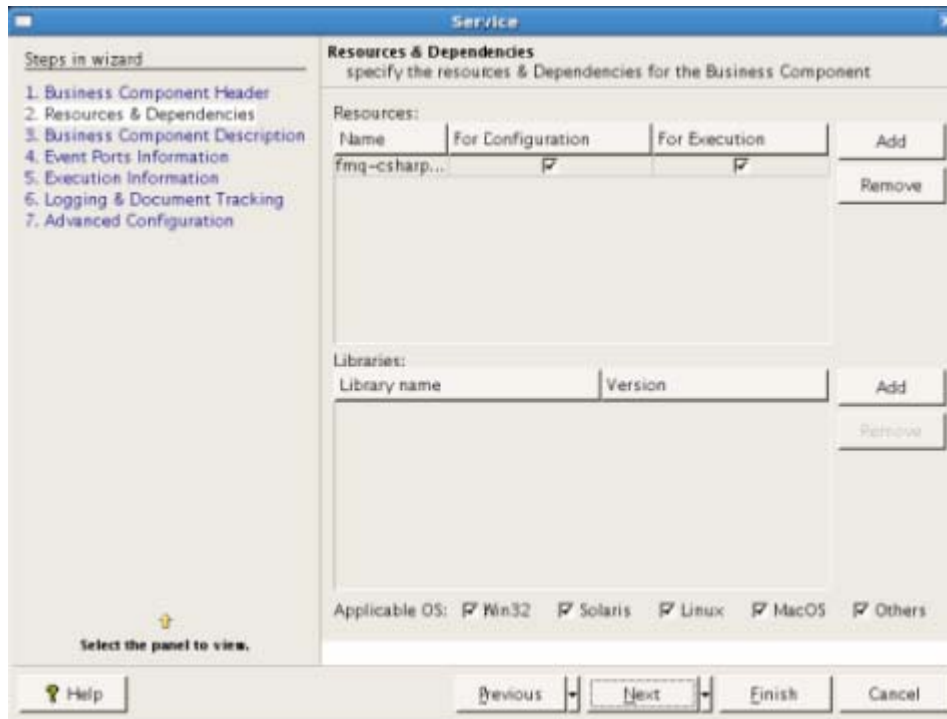 Service
Steps in wizard
1. Business Component Header
2. Resources & Dependencies
3. Business Component Description
4. Event Ports Information
5. Execution Information
6. Logging & Document Tracking
7. Advanced Configuration
Select the panel to view.
Resources & Dependencies
specify the resources & Dependencies for the Business Component
Resources:
Name For Configuration For Execution
fmq-csharp...
Add
Remove
Libraries:
Library name Version
Add
Remove
Applicable OS: Win32 Solaris Linux MacOS Others
Help Previous Next Finish Cancel